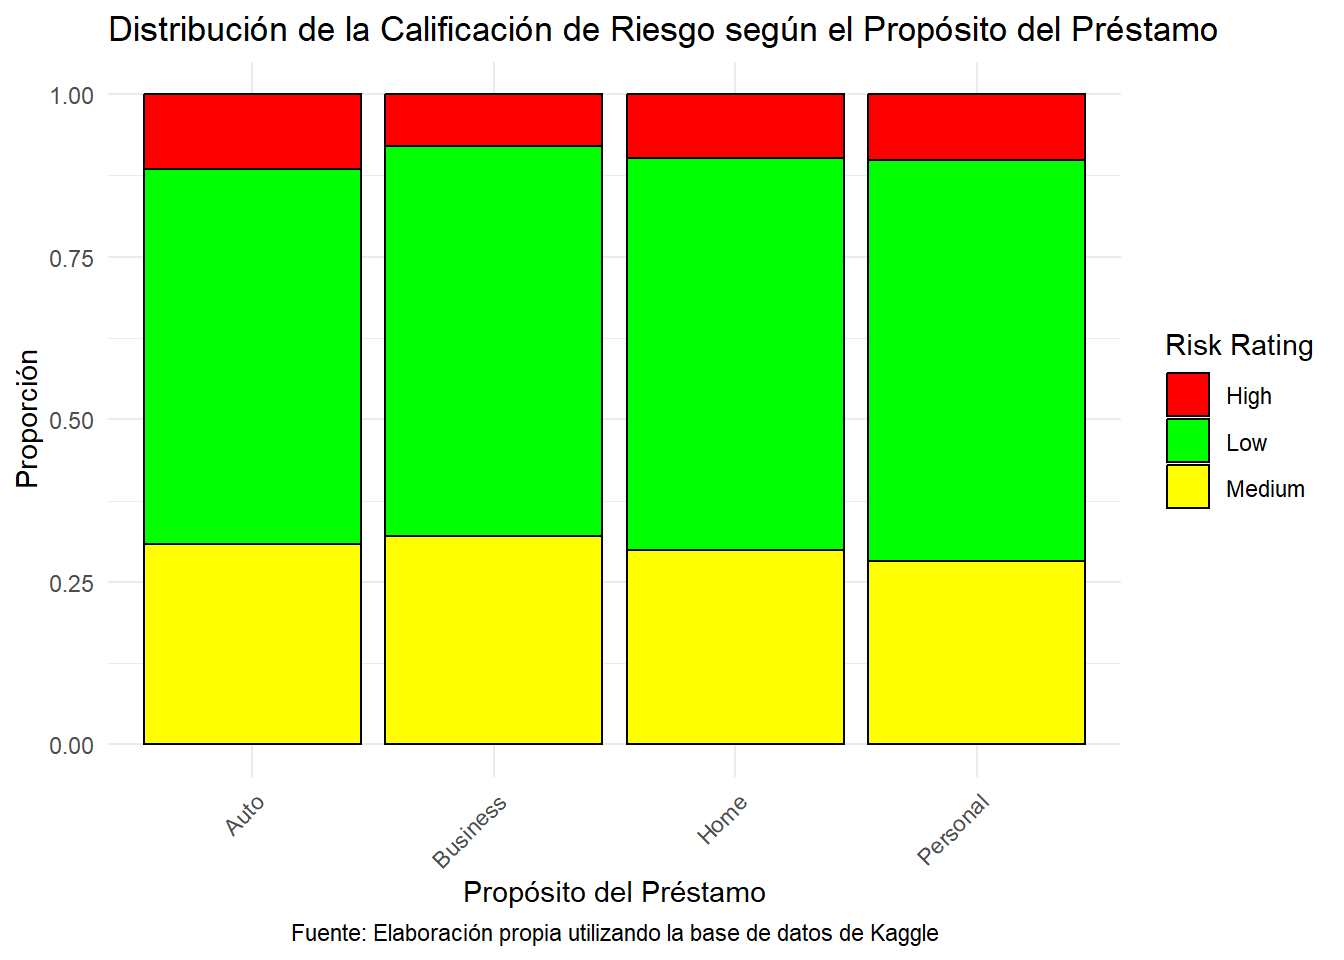 Distribución de la Calificación de Riesgo según el Propósito del Préstamo
1.00
0.75
0.50
0.25
0.00
Proporción
Auto
Business
Home
Personal
Propósito del Préstamo
Fuente: Elaboración propia utilizando la base de datos de Kaggle
Risk Rating
High
Low
Medium